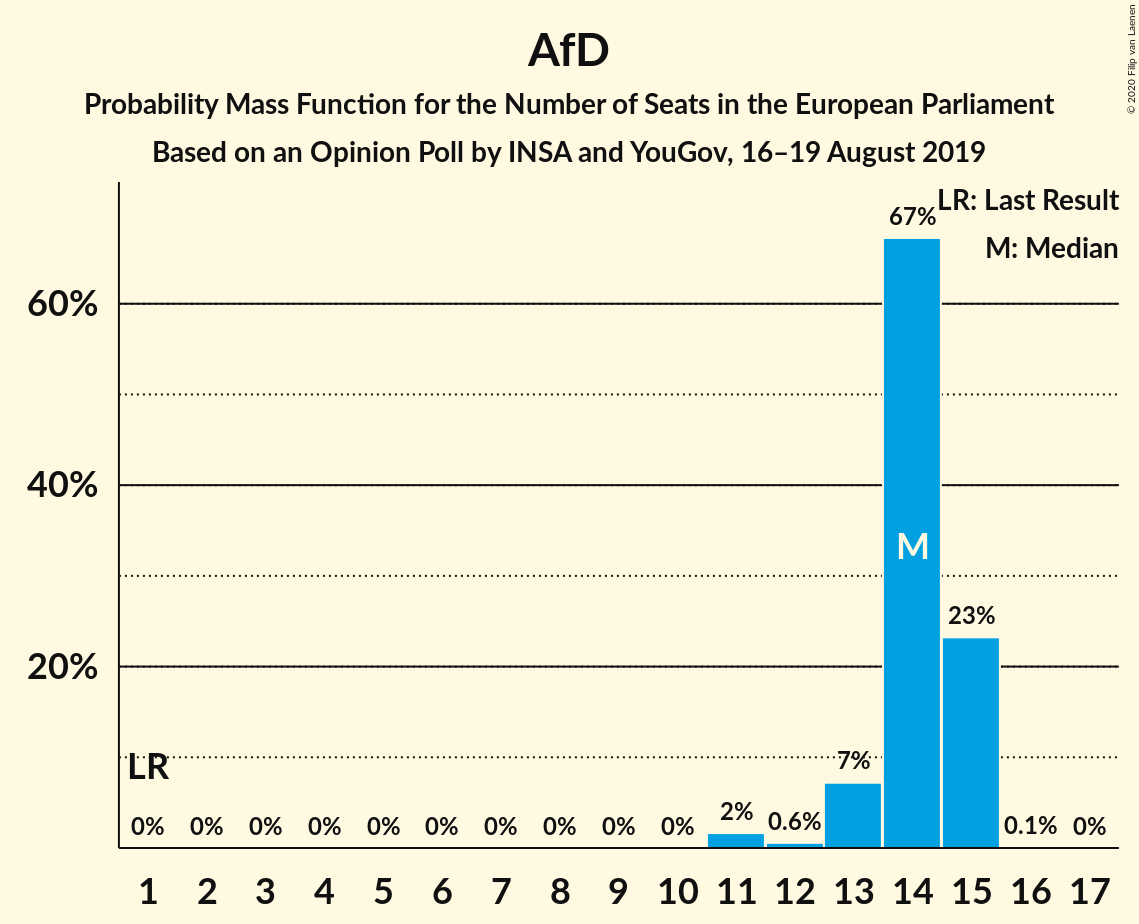 AfD
Probability Mass Function for the Number of Seats in the European Parliament
Based on an Opinion Poll by INSA and YouGov, 16–19 August 2019
© 2020 Filip van Laenen
LR: Last Result
M: Median
67%
60%
40%
M
23%
20%
LR
7%
0% 0% 0% 0% 0% 0% 0% 0% 0% 0% 2% 0.6% 0.1% 0%
1 2 3 4 5 6 7 8 9 10 11 12 13 14 15 16 17